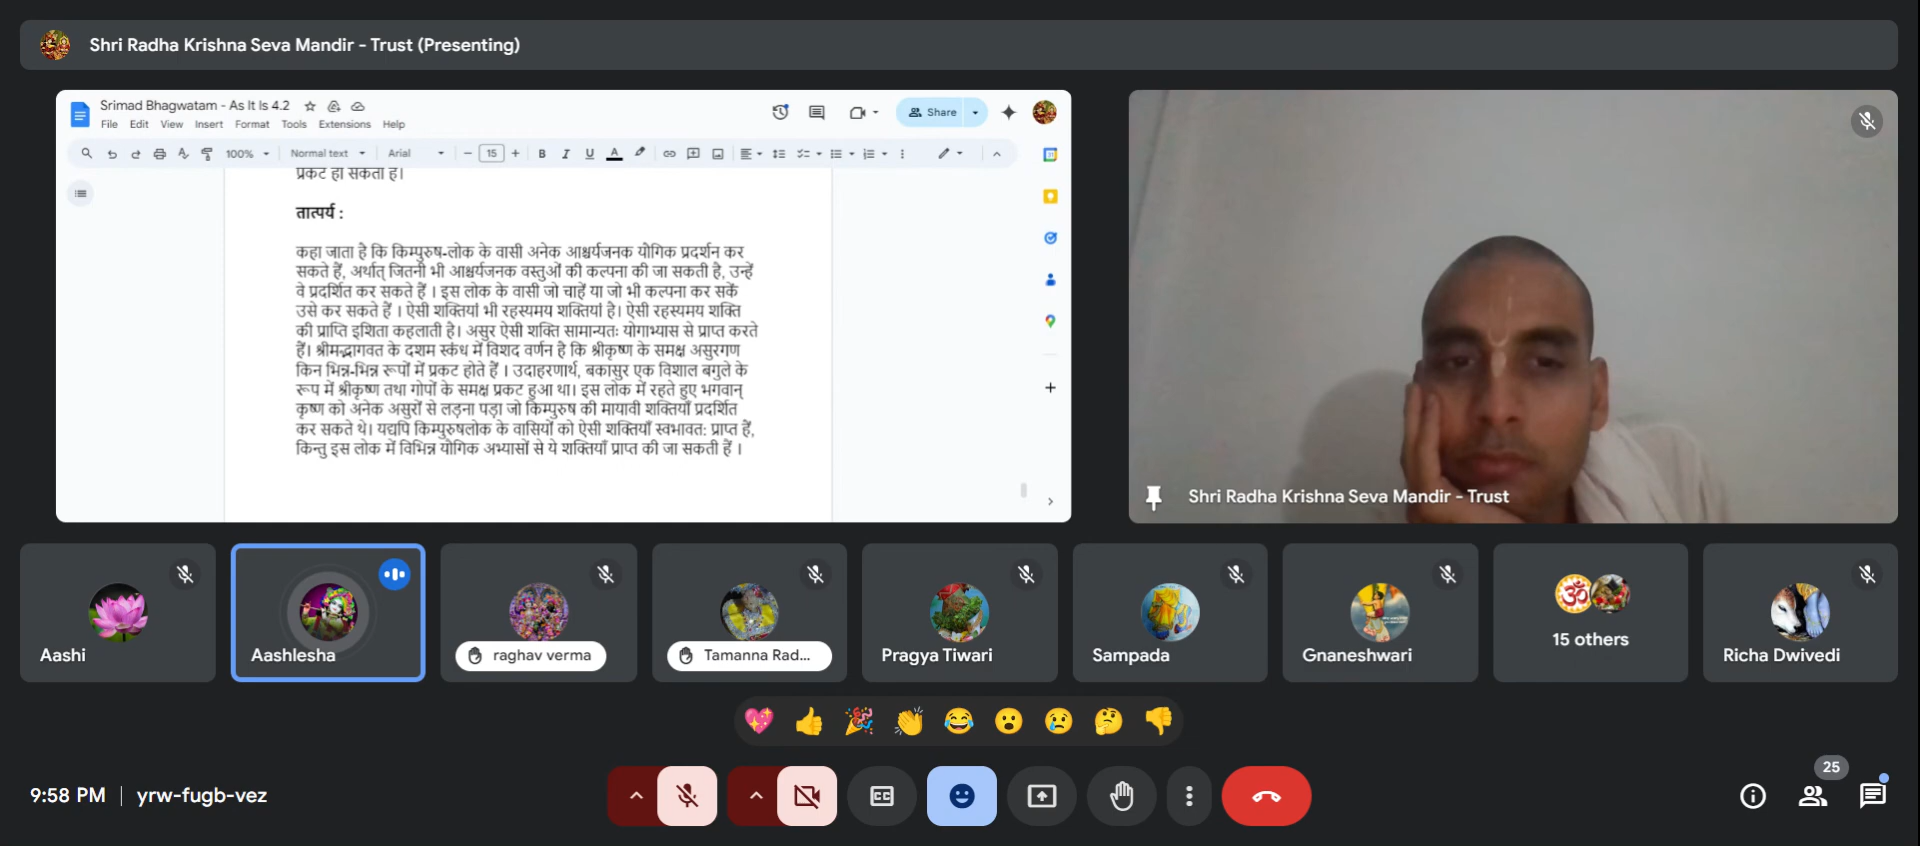 Shri Radha Krishna Seva Mandir - Trust (Presenting)
Srimad Bhagwatam - As It Is 4.2
Share
File Edit View Insert Format Tools Extensions Help
100% Normal text Arial 15 B I U A
प्रकट हो सकता है।
तात्पर्य :
कहा जाता है कि किम्पुरुष-लोक के वासी अनेक आश्चर्यजनक यौगिक प्रदर्शन कर
सकते हैं, अर्थात् जितनी भी आश्चर्यजनक वस्तुओं की कल्पना की जा सकती है, उन्हें
वे प्रदर्शित कर सकते हैं । इस लोक के वासी जो चाहें या जो भी कल्पना कर सकें
उसे कर सकते हैं । ऐसी शक्तियां भी रहस्यमय शक्तियां है। ऐसी रहस्यमय शक्ति
की प्राप्ति इशिता कहलाती है। असुर ऐसी शक्ति सामान्यतः योगाभ्यास से प्राप्त करते
हैं। श्रीमद्भागवत के दशम स्कंध में विशद वर्णन है कि श्रीकृष्ण के समक्ष असुरगण
किन भिन्न-भिन्न रूपों में प्रकट होते हैं । उदाहरणार्थ, बकासुर एक विशाल बगुले के
रूप में श्रीकृष्ण तथा गोपों के समक्ष प्रकट हुआ था। इस लोक में रहते हुए भगवान्
कृष्ण को अनेक असुरों से लड़ना पड़ा जो किम्पुरुष की मायावी शक्तियाँ प्रदर्शित
कर सकते थे। यद्यपि किम्पुरुषलोक के वासियों को ऐसी शक्तियाँ स्वभावत: प्राप्त हैं,
किन्तु इस लोक में विभिन्न योगिक अभ्यासों से ये शक्तियाँ प्राप्त की जा सकती हैं ।
Shri Radha Krishna Seva Mandir - Trust
Aashi
Aashlesha
raghav verma
Tamanna Rad...
Pragya Tiwari
Sampada
Gnaneshwari
15 others
Richa Dwivedi
9:58 PM | yrw-fugb-vez
CC
25